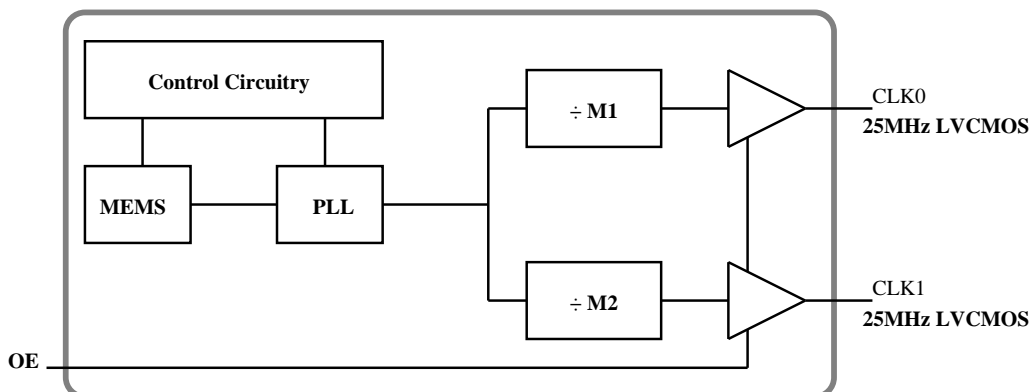 Control Circuitry
MEMS
PLL
÷ M1
÷ M2
CLK0
25MHz LVCMOS
CLK1
25MHz LVCMOS
OE